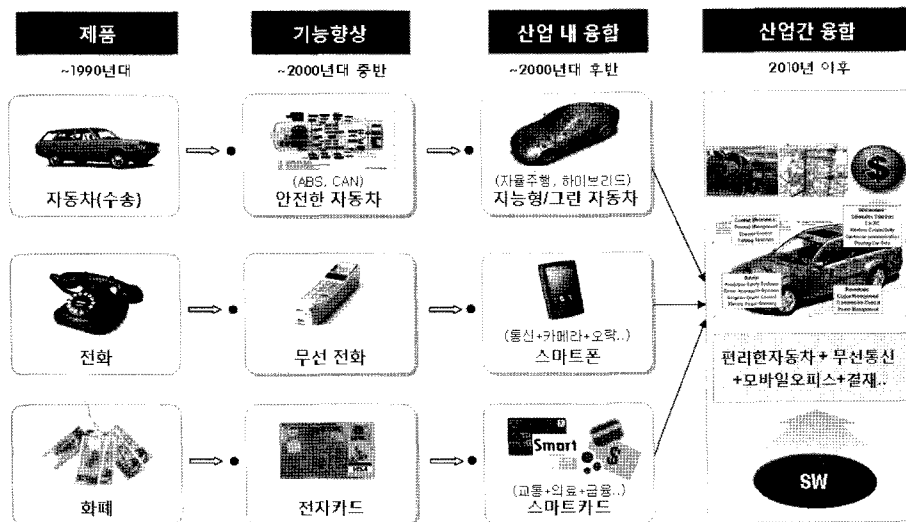 제품
기능향상
산업 내 융합
산업간 융합
~1990년대
~2000년대 중반
~2000년대 후반
2010년 이후
자동차(수송)
(ABS, CAN)
안전한 자동차
(자율주행, 하이브리드)
지능형/그린 자동차
$
전화
무선 전화
(통신+카메라+오락..)
스마트폰
편리한자동차 + 무선통신
+모바일오피스+결재..
화폐
VISA
전자카드
Smart
$
(교통+의료+금융..)
스마트카드
SW